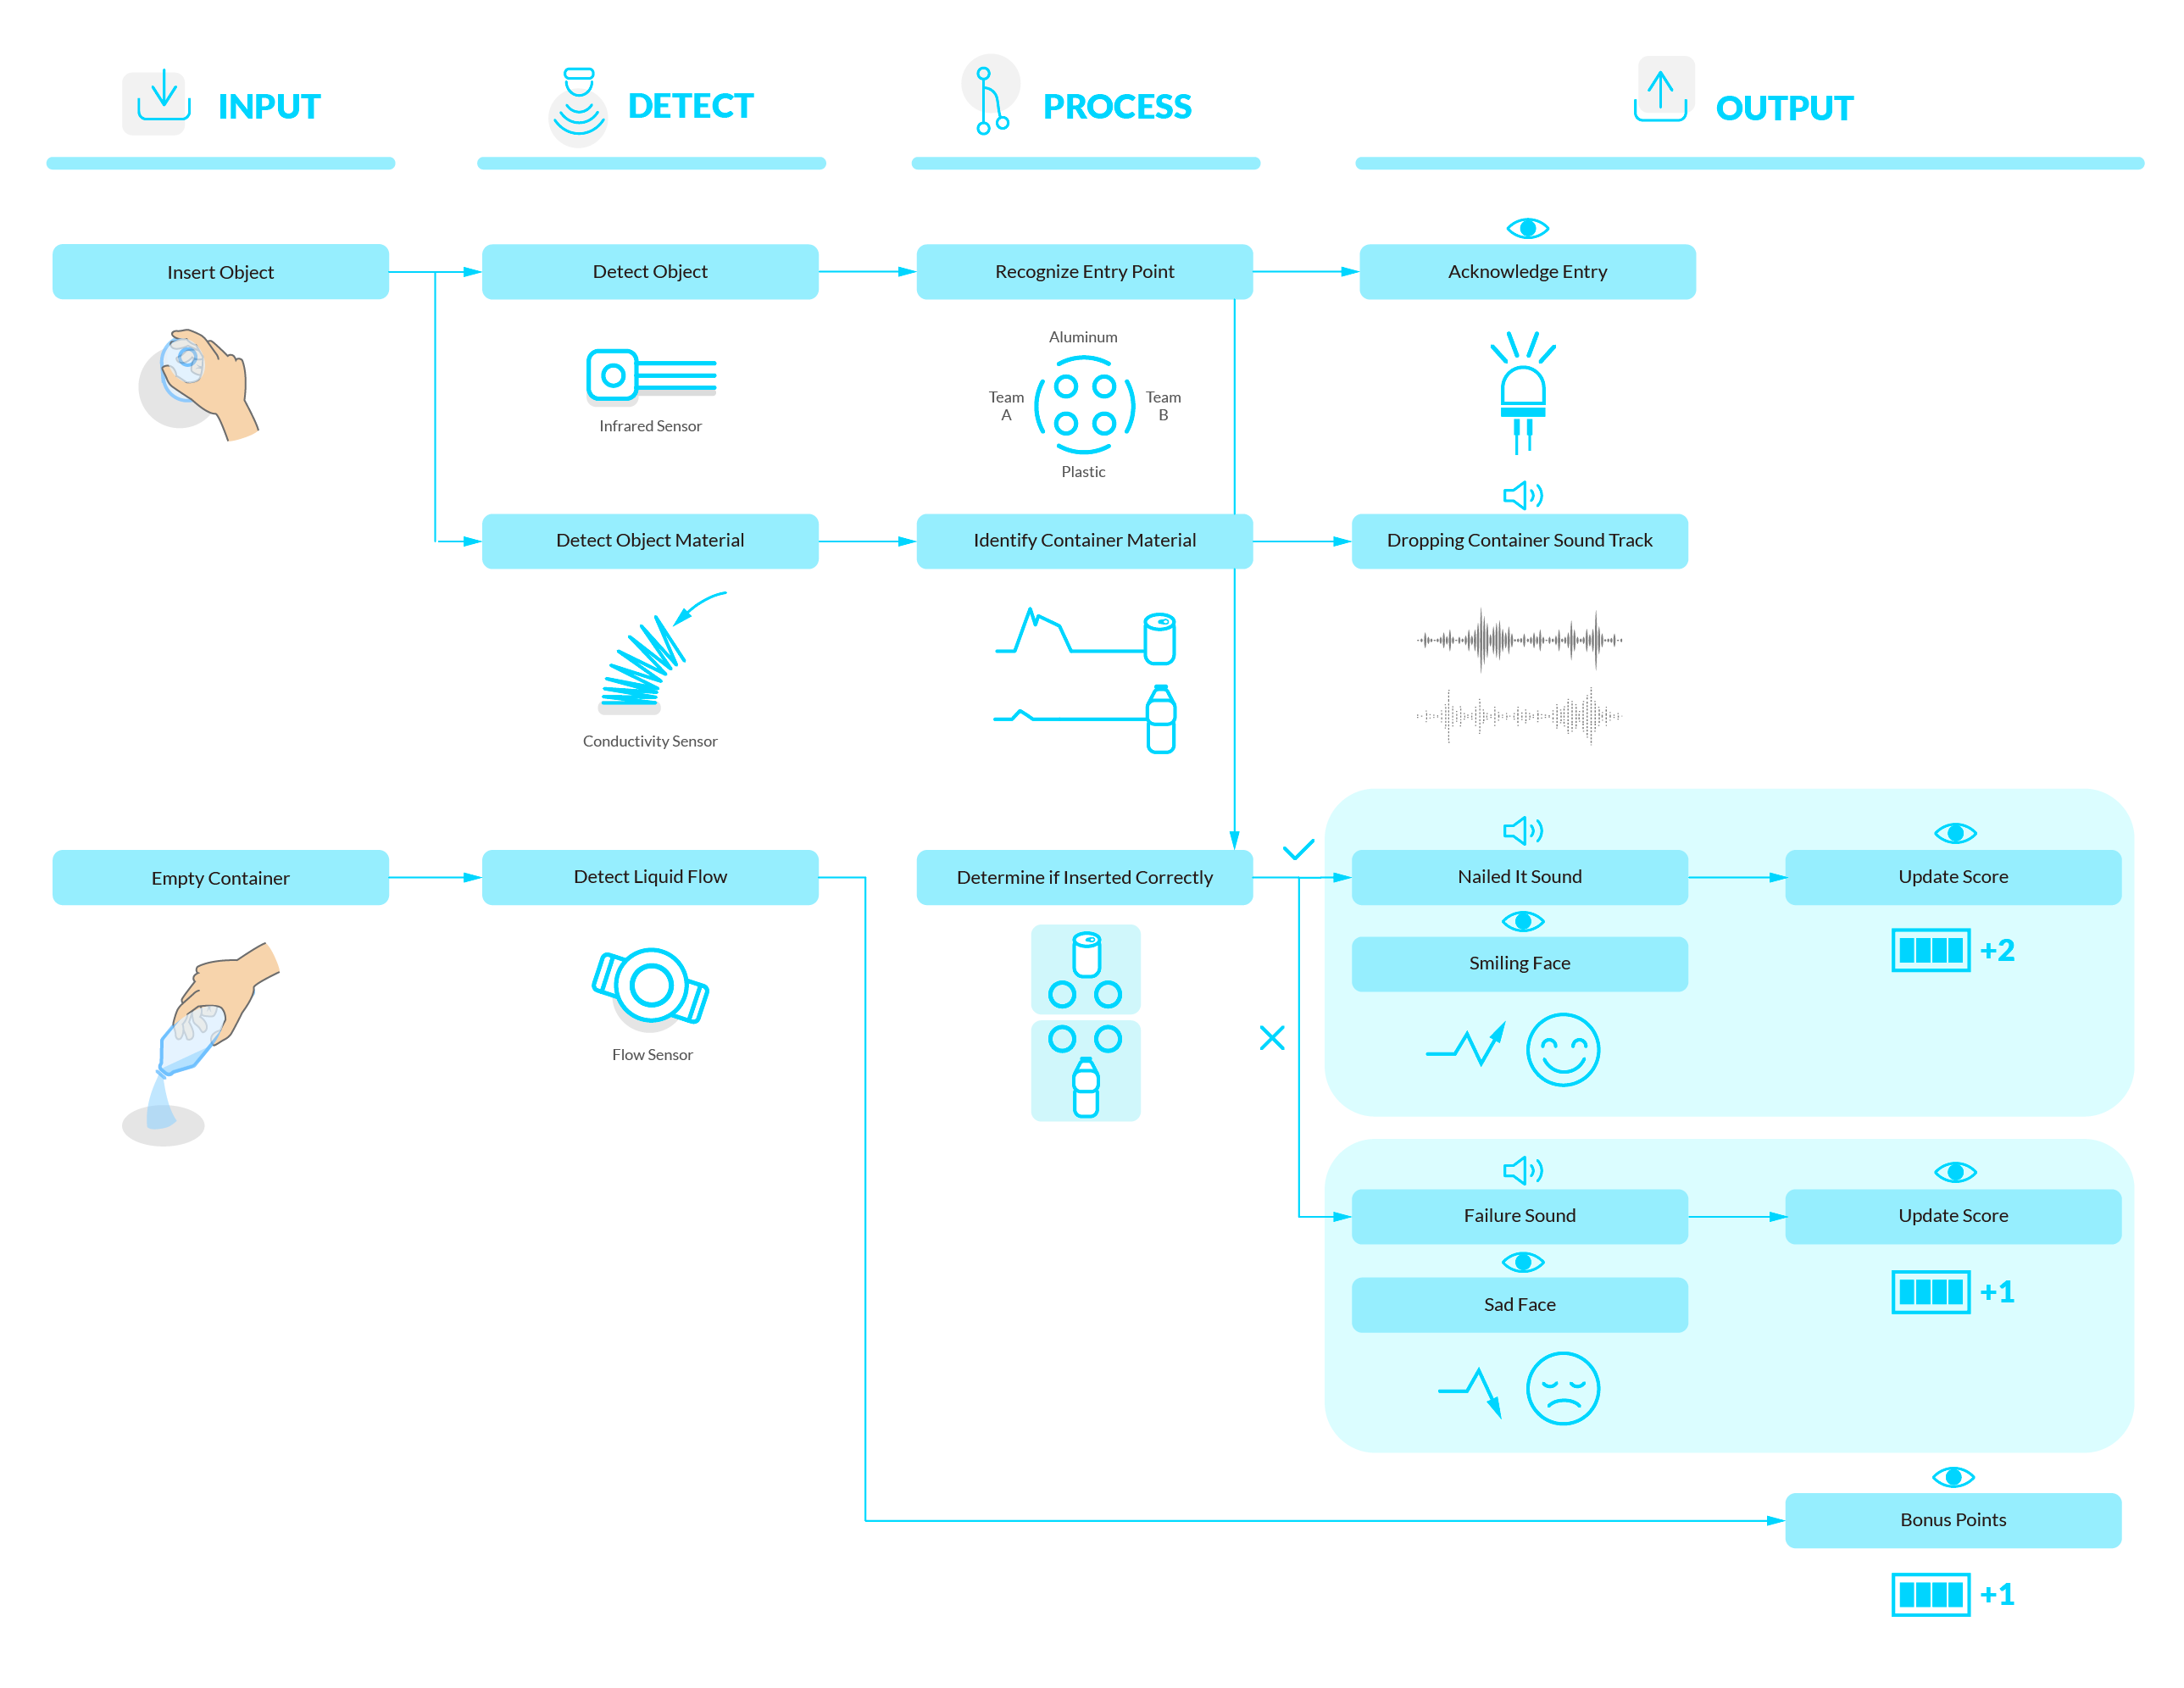 INPUT
DETECT
PROCESS
OUTPUT
Insert Object
Detect Object
Recognize Entry Point
Acknowledge Entry
Infrared Sensor
Aluminum
Team
A
Team
B
Plastic
Detect Object Material
Identify Container Material
Dropping Container Sound Track
Conductivity Sensor
Empty Container
Detect Liquid Flow
Determine if Inserted Correctly
Nailed It Sound
Update Score
Smiling Face
+2
Flow Sensor
Failure Sound
Update Score
Sad Face
+1
Bonus Points
+1